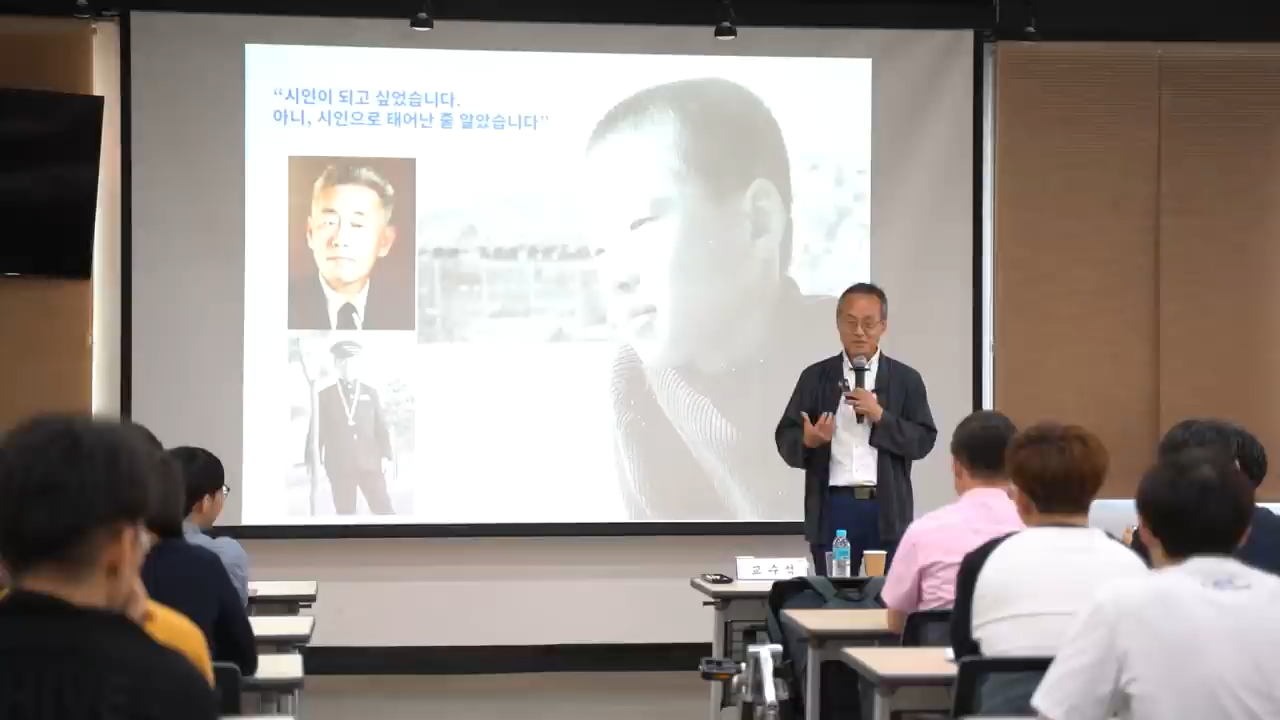 “시인이 되고 싶었습니다.
아니, 시인으로 태어난 줄 알았습니다”
교 수 석